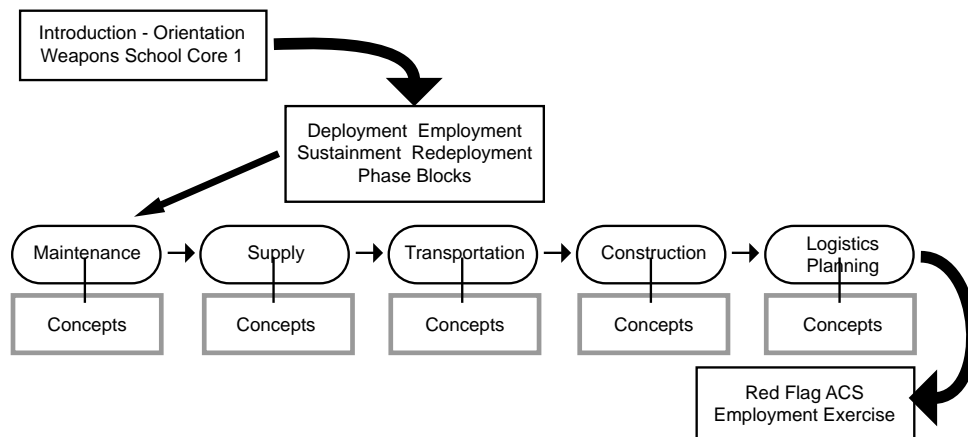 Introduction - Orientation
Weapons School Core 1
Deployment Employment
Sustainment Redeployment
Phase Blocks
Maintenance
Supply
Transportation
Construction
Logistics
Planning
Concepts
Concepts
Concepts
Concepts
Concepts
Red Flag ACS
Employment Exercise